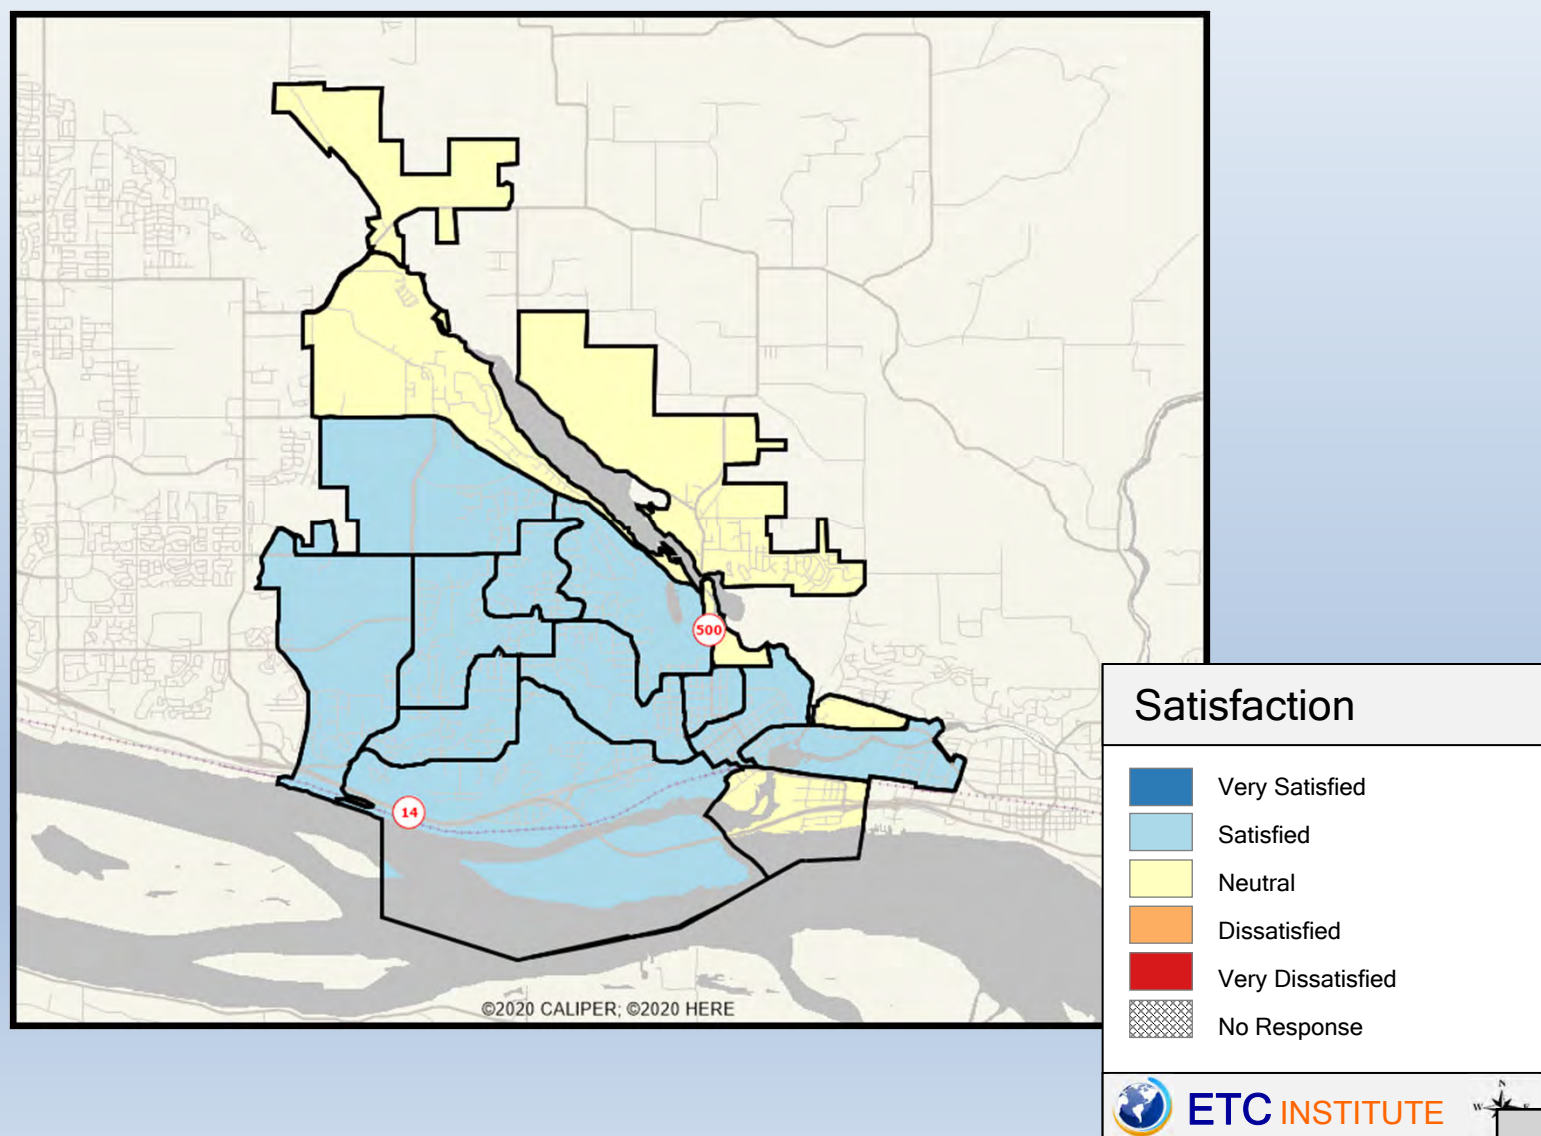 500
14
©2020 CALIPER; ©2020 HERE
Satisfaction
Very Satisfied
Satisfied
Neutral
Dissatisfied
Very Dissatisfied
No Response
ETC INSTITUTE
N
W E